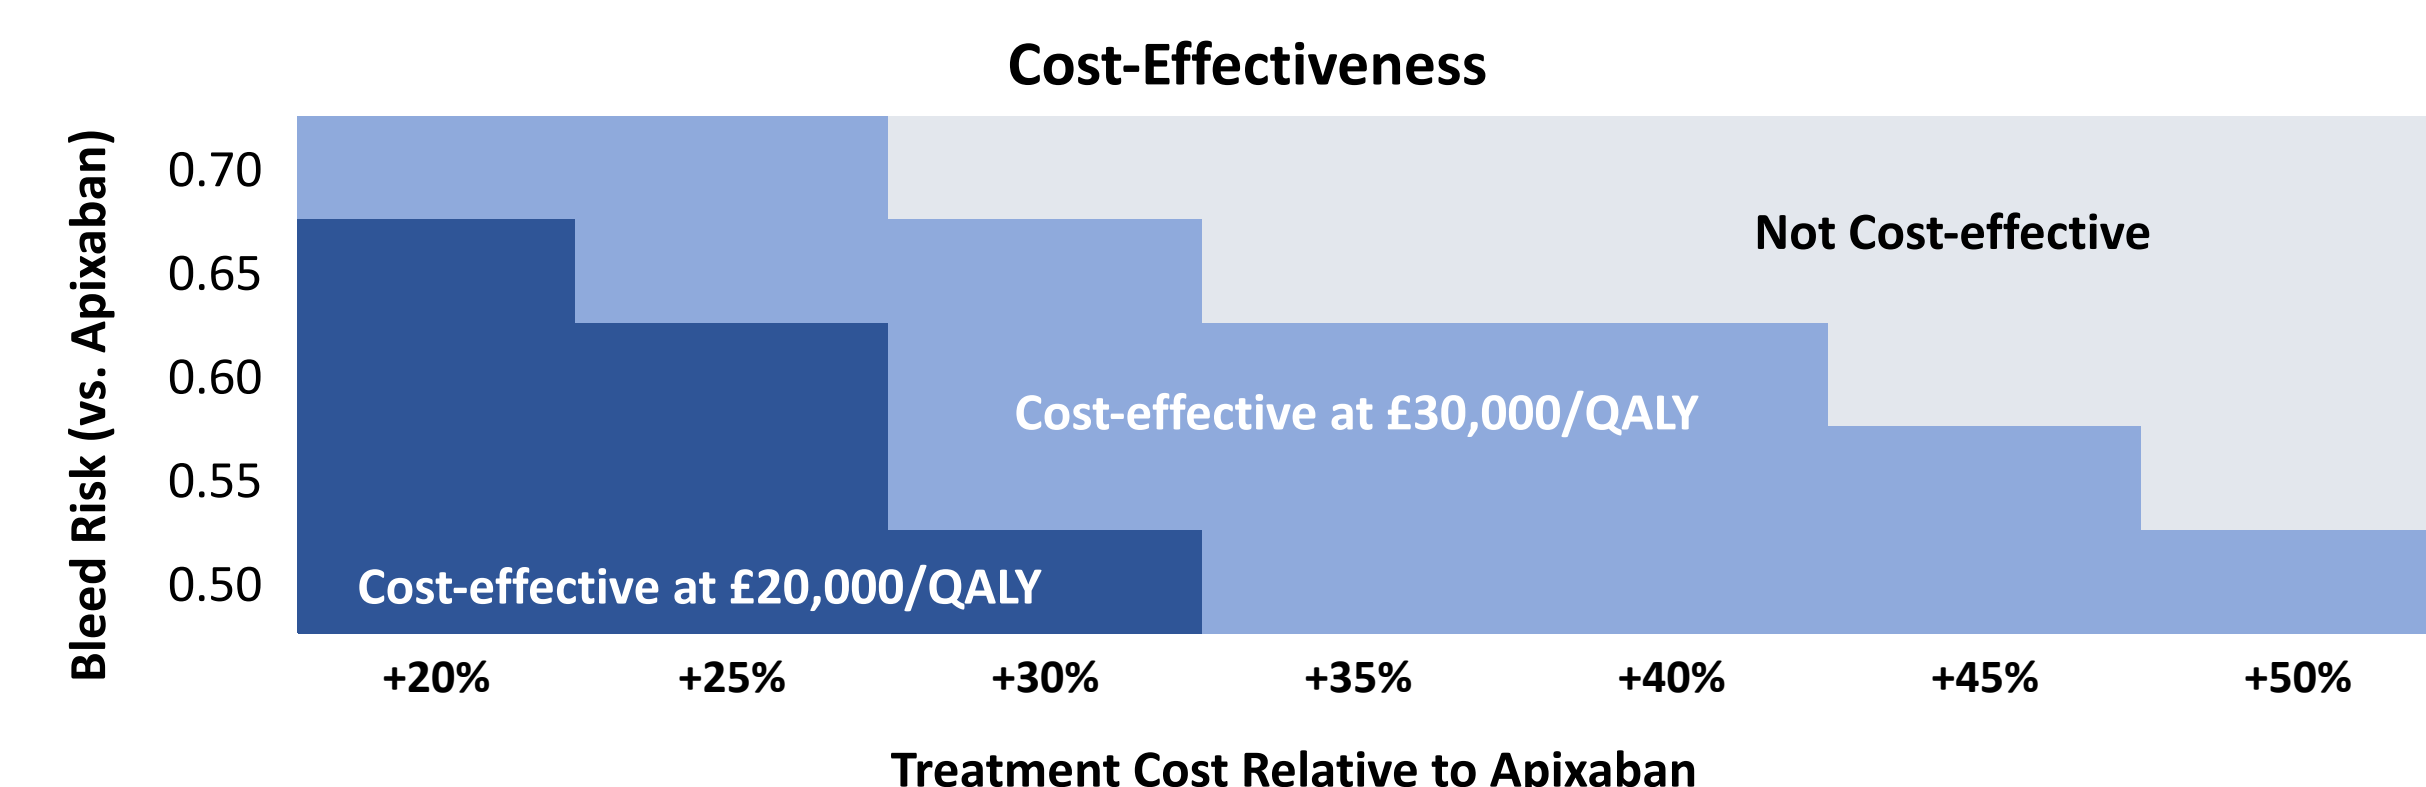 Cost-Effectiveness
Bleed Risk (vs. Apixaban)
0.70
0.65
0.60
0.55
0.50
Not Cost-effective
Cost-effective at £30,000/QALY
Cost-effective at £20,000/QALY
+20% +25% +30% +35% +40% +45% +50%
Treatment Cost Relative to Apixaban